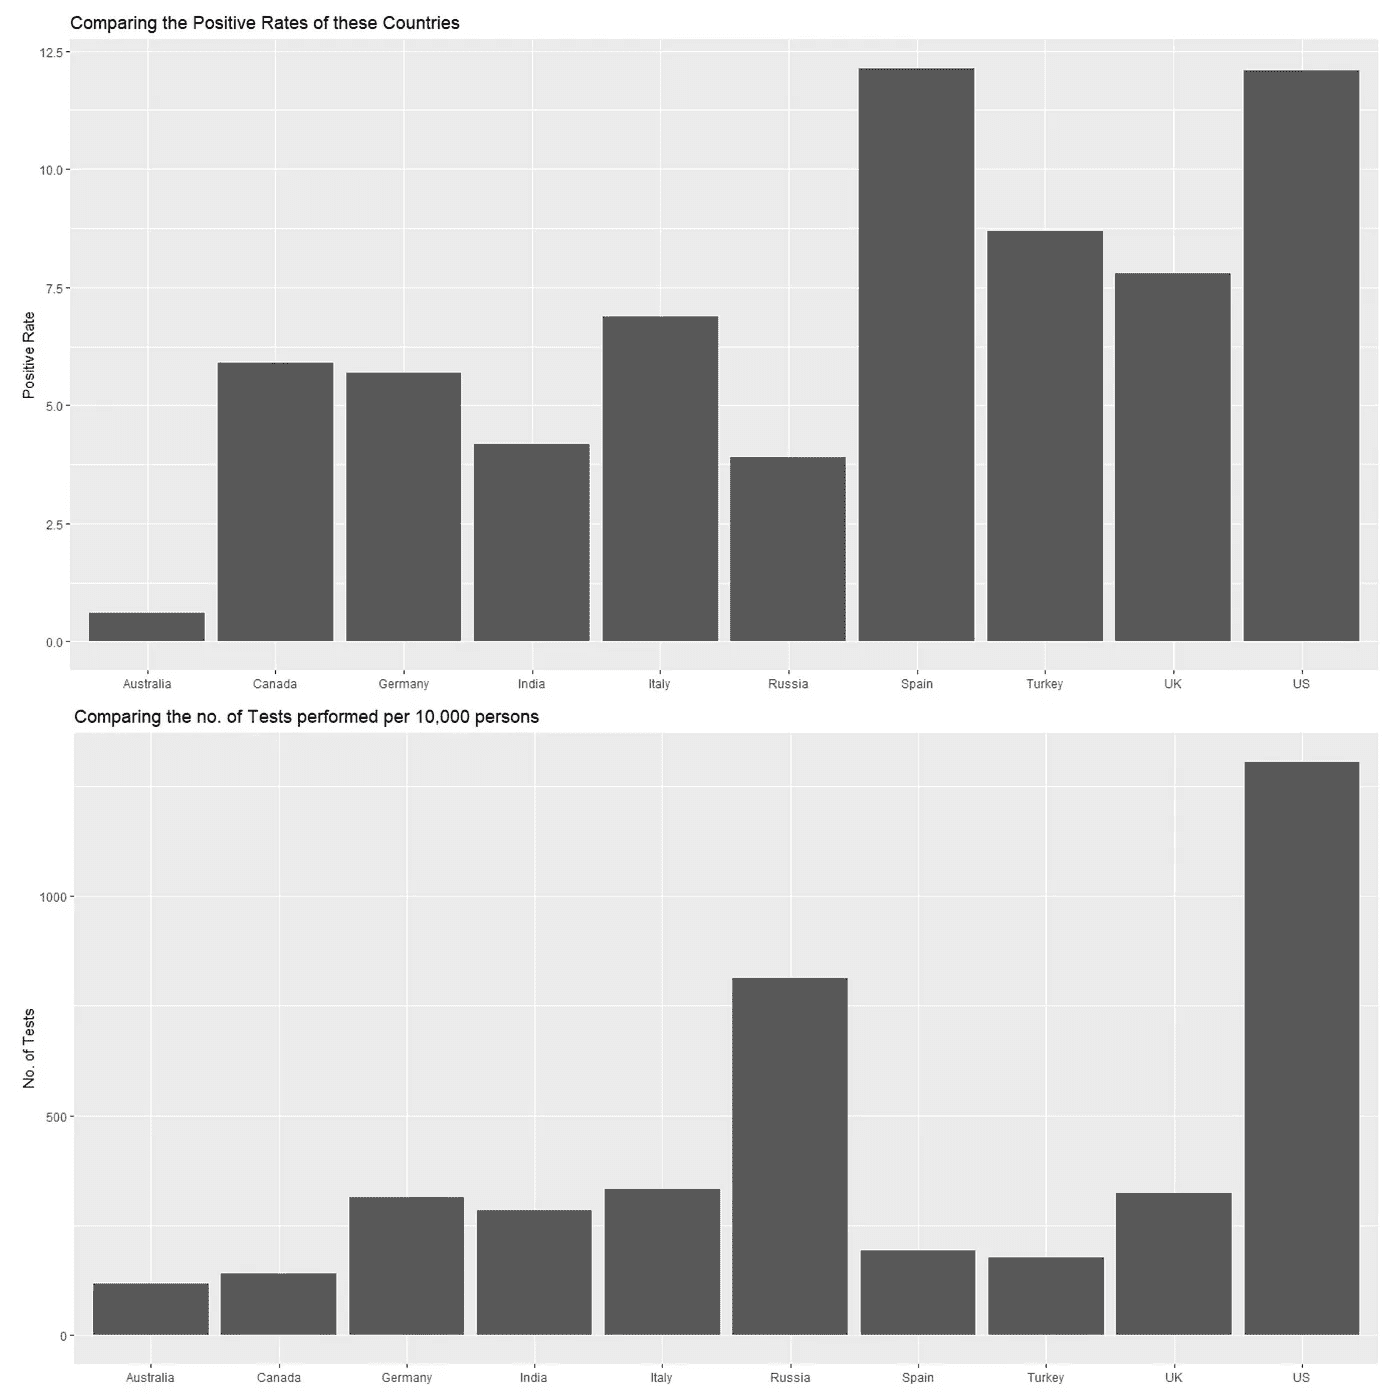 Comparing the Positive Rates of these Countries
12.5
10.0
7.5
5.0
2.5
0.0
Positive Rate
Australia Canada Germany India Italy Russia Spain Turkey UK US
Comparing the no. of Tests performed per 10,000 persons
1000
500
0
No. of Tests
Australia Canada Germany India Italy Russia Spain Turkey UK US